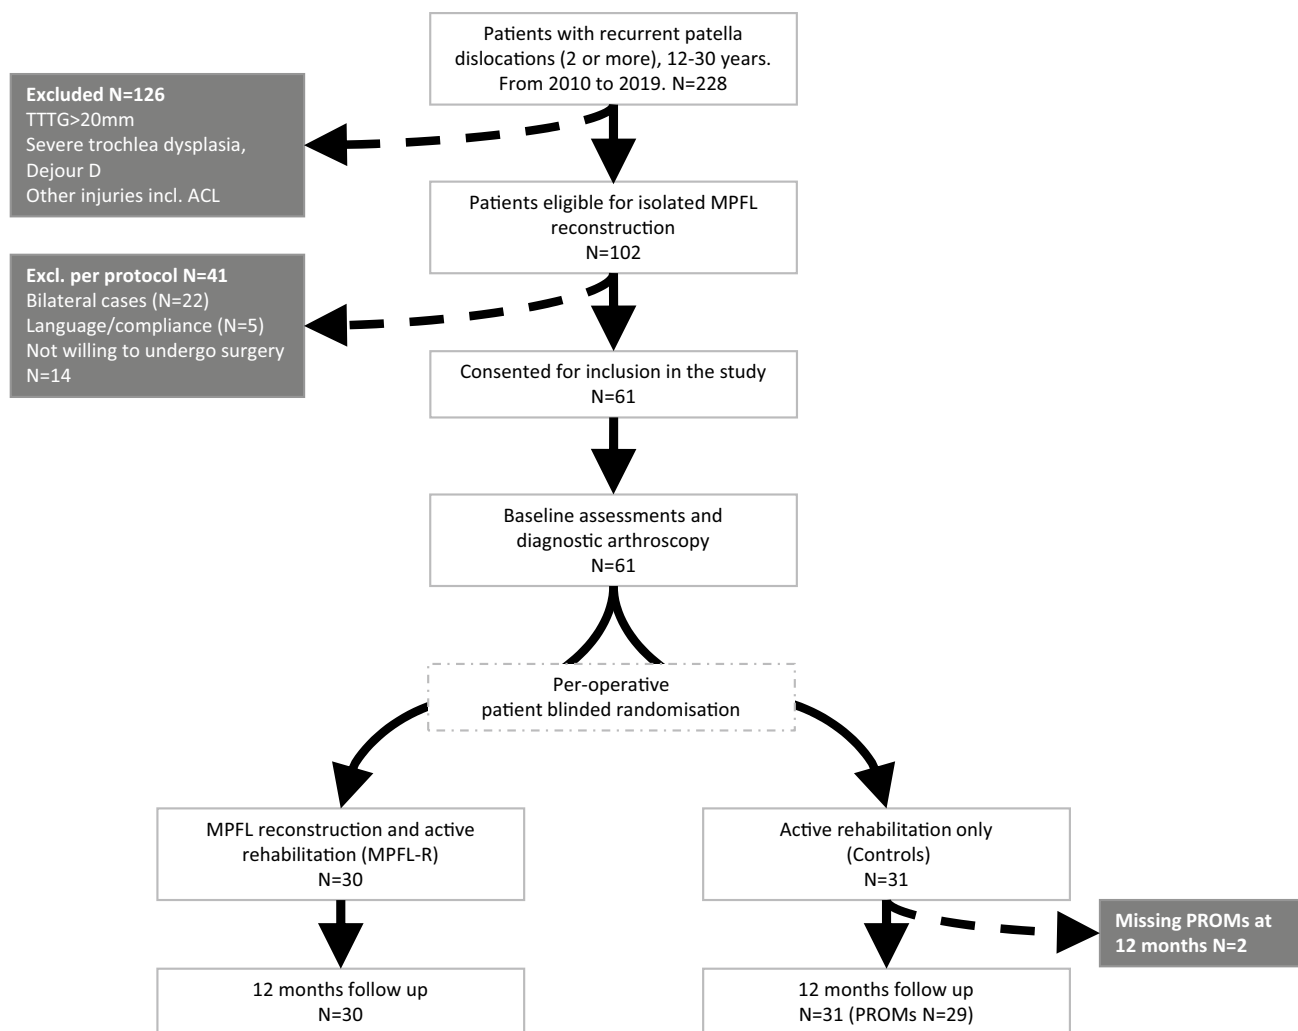 Patients with recurrent patella
dislocations (2 or more), 12-30 years.
From 2010 to 2019. N=228
Excluded N=126
TTTG>20mm
Severe trochlea dysplasia,
Dejour D
Other injuries incl. ACL
Patients eligible for isolated MPFL
reconstruction
N=102
Excl. per protocol N=41
Bilateral cases (N=22)
Language/compliance (N=5)
Not willing to undergo surgery
N=14
Consented for inclusion in the study
N=61
Baseline assessments and
diagnostic arthroscopy
N=61
Per-operative
patient blinded randomisation
MPFL reconstruction and active
rehabilitation (MPFL-R)
N=30
Active rehabilitation only
(Controls)
N=31
Missing PROMs at
12 months N=2
12 months follow up
N=30
12 months follow up
N=31 (PROMs N=29)